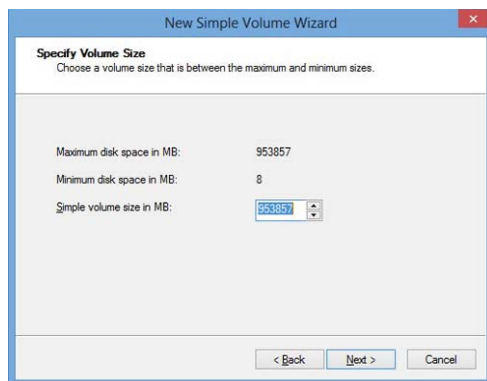 New Simple Volume Wizard
Specify Volume Size
Choose a volume size that is between the maximum and minimum sizes.
Maximum disk space in MB: 953857
Minimum disk space in MB: 8
Simple volume size in MB: 953857
< Back Next > Cancel